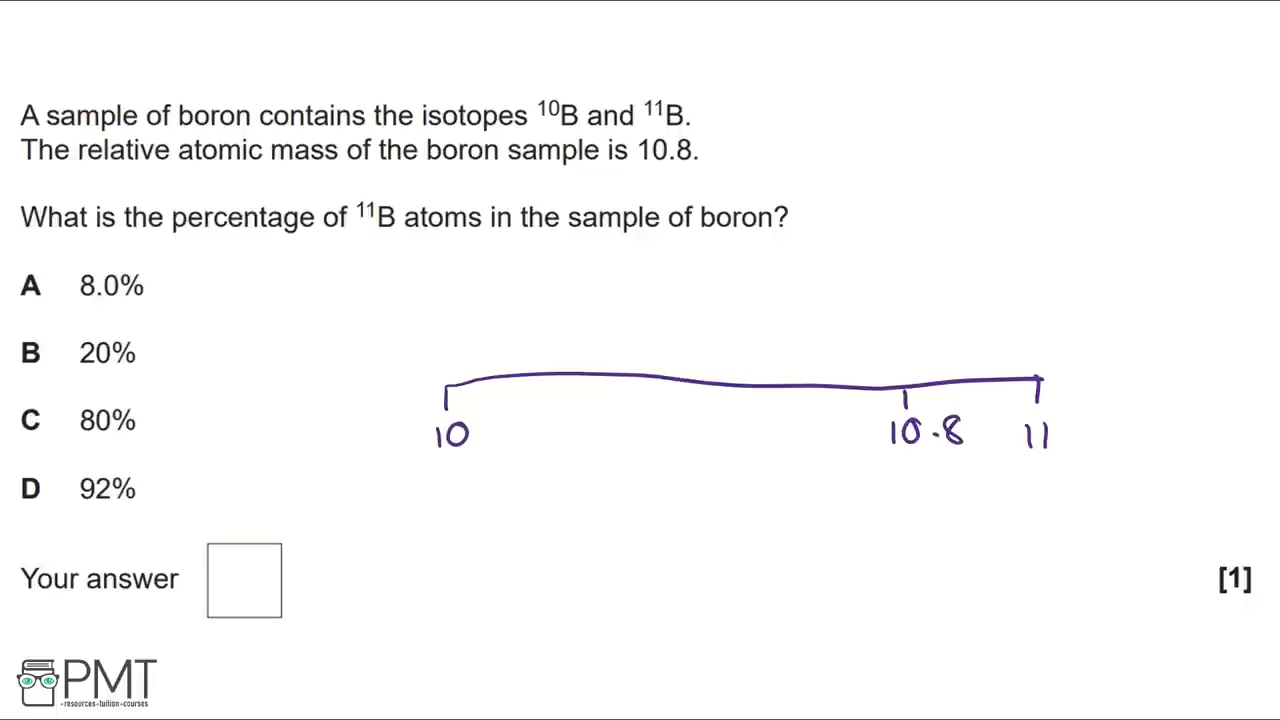 A sample of boron contains the isotopes ¹⁰B and ¹¹B.
The relative atomic mass of the boron sample is 10.8.
What is the percentage of ¹¹B atoms in the sample of boron?
A 8.0%
B 20%
C 80%
D 92%
10 10.8 11
Your answer [1]
PMT
-resources-tuition-courses